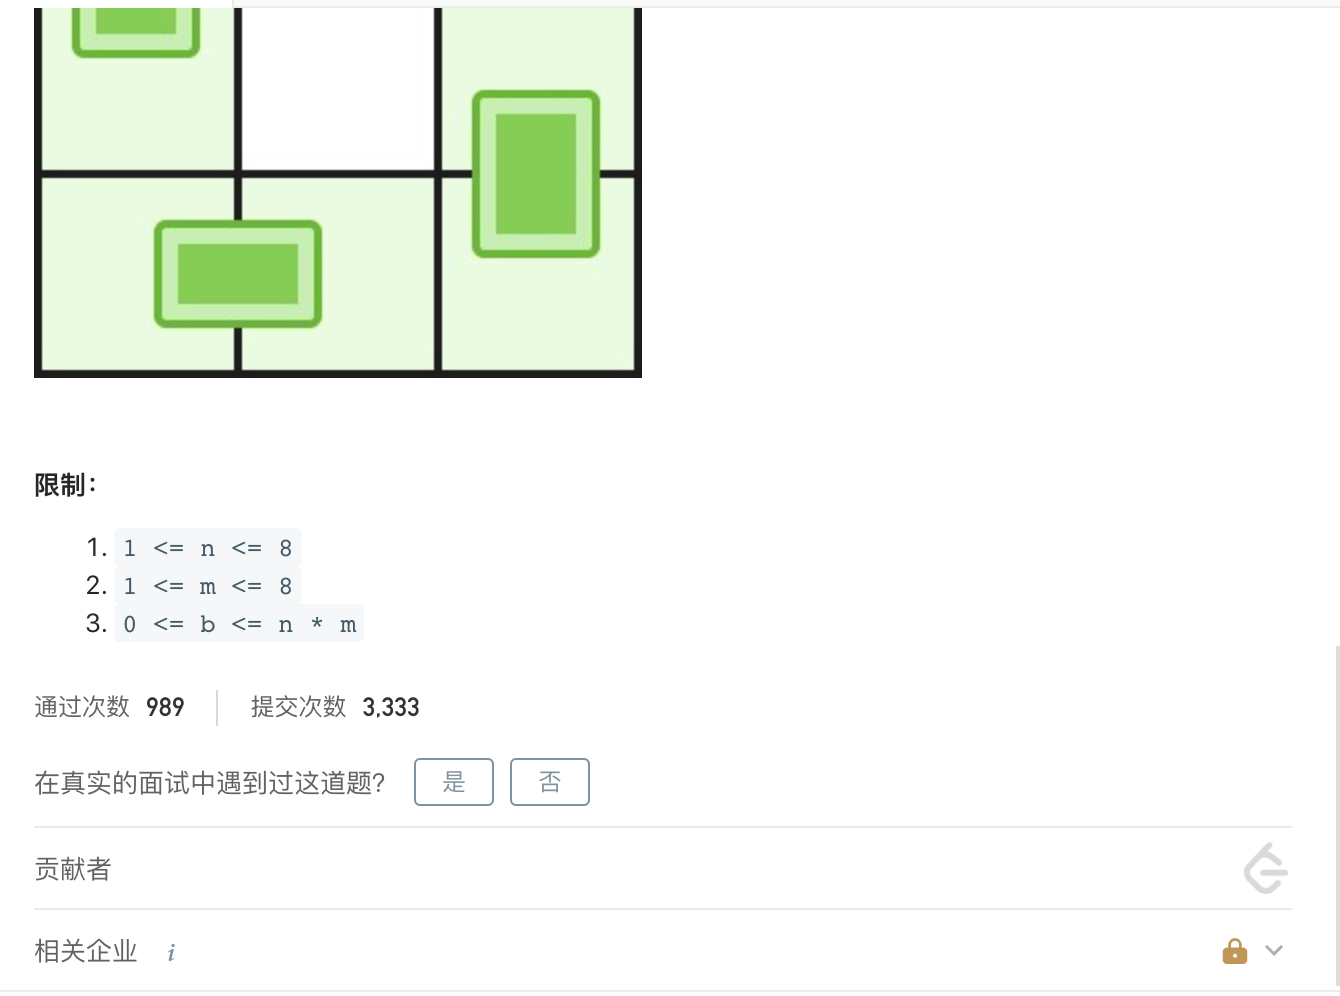 限制：
1. 1 <= n <= 8
2. 1 <= m <= 8
3. 0 <= b <= n * m
通过次数 989 提交次数 3,333
在真实的面试中遇到过这道题? 是 否
贡献者
相关企业 i